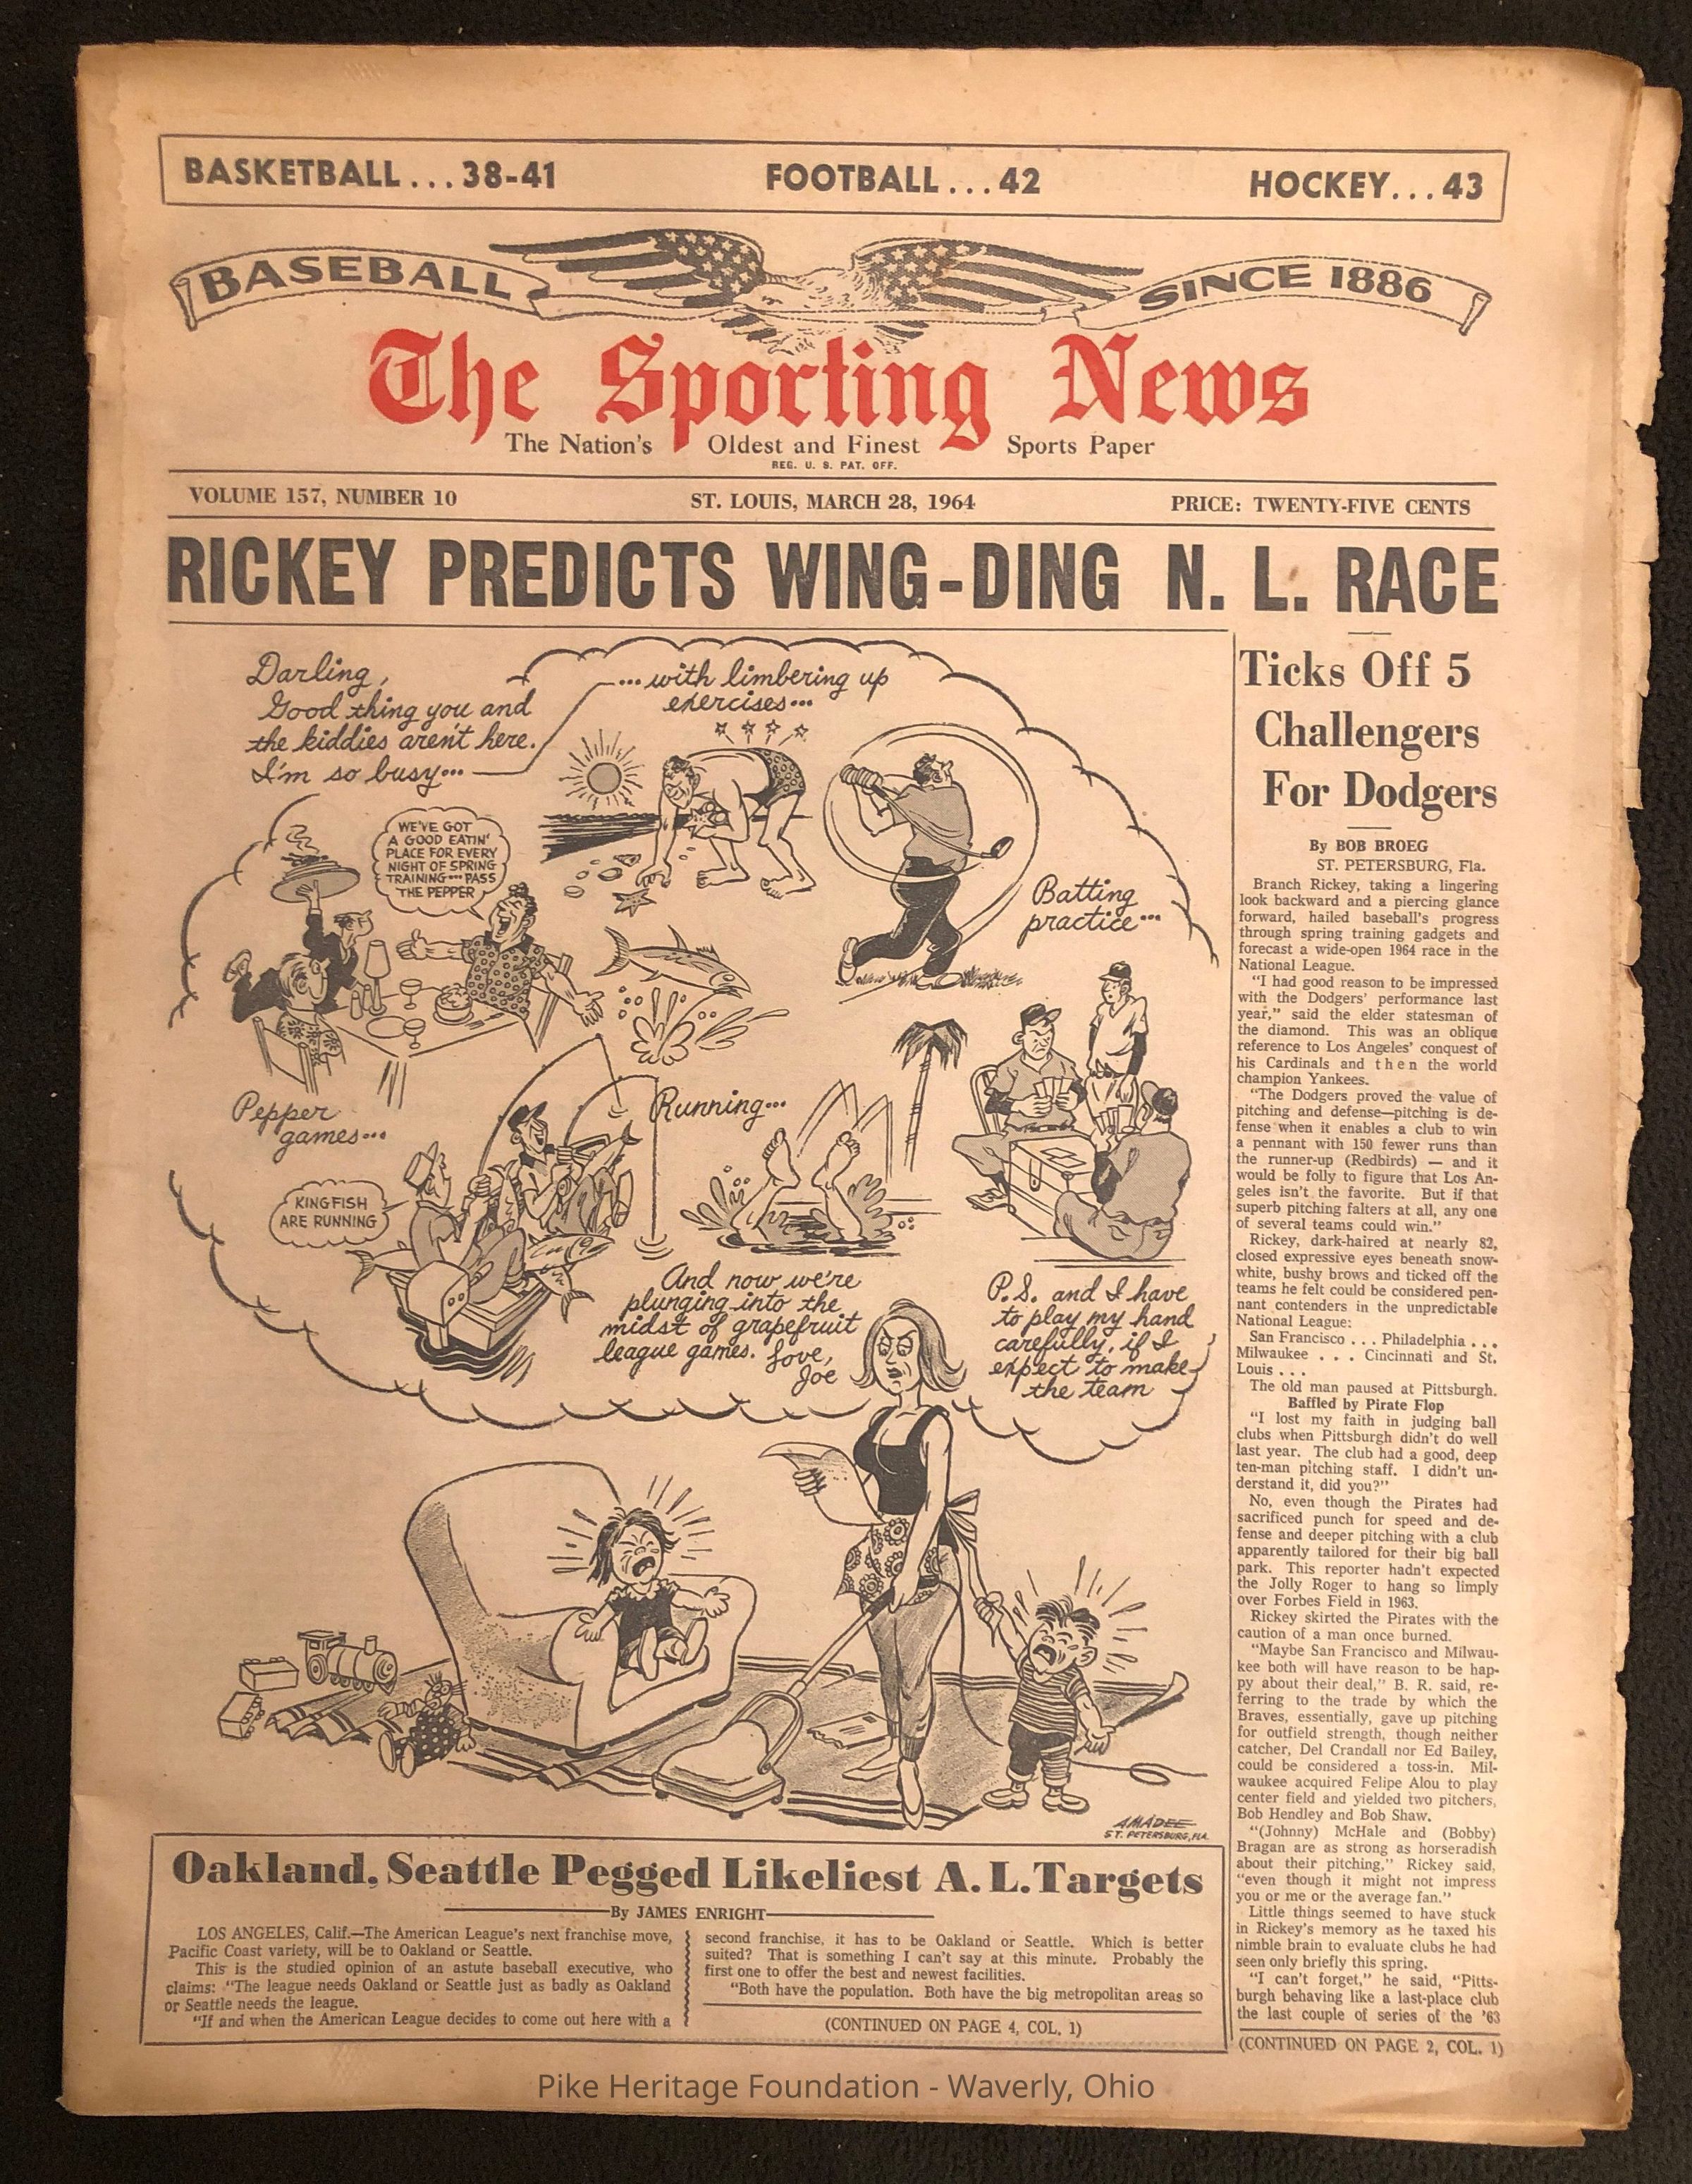 BASKETBALL...38-41 FOOTBALL...42 HOCKEY...43
BASEBALL SINCE 1886
The Sporting News
The Nation's Oldest and Finest Sports Paper
REG. U. S. PAT. OFF.
VOLUME 157, NUMBER 10 ST. LOUIS, MARCH 28, 1964 PRICE: TWENTY-FIVE CENTS
RICKEY PREDICTS WING-DING N. L. RACE
Darling,
Good thing you and
the kiddies aren't here.
I'm so busy...
...with limbering up
exercises...
WE'VE GOT
A GOOD EATIN'
PLACE FOR EVERY
NIGHT OF SPRING
TRAINING...PASS
THE PEPPER
Batting
practice...
Pepper
games...
Running...
KINGFISH
ARE RUNNING
And now we're
plunging into the
midst of grapefruit
league games. Love,
Joe
P.S. and I have
to play my hand
carefully, if I
expect to make
the team
AMADEE
ST. PETERSBURG, FLA.
Ticks Off 5
Challengers
For Dodgers
By BOB BROEG
ST. PETERSBURG, Fla.
Branch Rickey, taking a lingering
look backward and a piercing glance
forward, hailed baseball's progress
through spring training gadgets and
forecast a wide-open 1964 race in the
National League.
"I had good reason to be impressed
with the Dodgers' performance last
year," said the elder statesman of
the diamond. This was an oblique
reference to Los Angeles' conquest of
his Cardinals and then the world
champion Yankees.
"The Dodgers proved the value of
pitching and defense—pitching is de-
fense when it enables a club to win
a pennant with 150 fewer runs than
the runner-up (Redbirds) — and it
would be folly to figure that Los An-
geles isn't the favorite. But if that
superb pitching falters at all, any one
of several teams could win."
Rickey, dark-haired at nearly 82,
closed expressive eyes beneath snow-
white, bushy brows and ticked off the
teams he felt could be considered pen-
nant contenders in the unpredictable
National League:
San Francisco . . . Philadelphia . . .
Milwaukee . . . Cincinnati and St.
Louis . . .
The old man paused at Pittsburgh.
Baffled by Pirate Flop
"I lost my faith in judging ball
clubs when Pittsburgh didn't do well
last year. The club had a good, deep
ten-man pitching staff. I didn't un-
derstand it, did you?"
No, even though the Pirates had
sacrificed punch for speed and de-
fense and deeper pitching with a club
apparently tailored for their big ball
park. This reporter hadn't expected
the Jolly Roger to hang so limply
over Forbes Field in 1963.
Rickey skirted the Pirates with the
caution of a man once burned.
"Maybe San Francisco and Milwau-
kee both will have reason to be hap-
py about their deal," B. R. said, re-
ferring to the trade by which the
Braves, essentially, gave up pitching
for outfield strength, though neither
catcher, Del Crandall nor Ed Bailey,
could be considered a toss-in. Mil-
waukee acquired Felipe Alou to play
center field and yielded two pitchers,
Bob Hendley and Bob Shaw.
"(Johnny) McHale and (Bobby)
Bragan are as strong as horseradish
about their pitching," Rickey said,
"even though it might not impress
you or me or the average fan."
Little things seemed to have stuck
in Rickey's memory as he taxed his
nimble brain to evaluate clubs he had
seen only briefly this spring.
"I can't forget," he said, "Pitts-
burgh behaving like a last-place club
the last couple of series of the '63
(CONTINUED ON PAGE 2, COL. 1)
Oakland, Seattle Pegged Likeliest A. L. Targets
By JAMES ENRIGHT
LOS ANGELES, Calif.—The American League's next franchise move,
Pacific Coast variety, will be to Oakland or Seattle.
This is the studied opinion of an astute baseball executive, who
claims: "The league needs Oakland or Seattle just as badly as Oakland
or Seattle needs the league.
"If and when the American League decides to come out here with a
second franchise, it has to be Oakland or Seattle. Which is better
suited? That is something I can't say at this minute. Probably the
first one to offer the best and newest facilities.
"Both have the population. Both have the big metropolitan areas so
(CONTINUED ON PAGE 4, COL. 1)
Pike Heritage Foundation - Waverly, Ohio